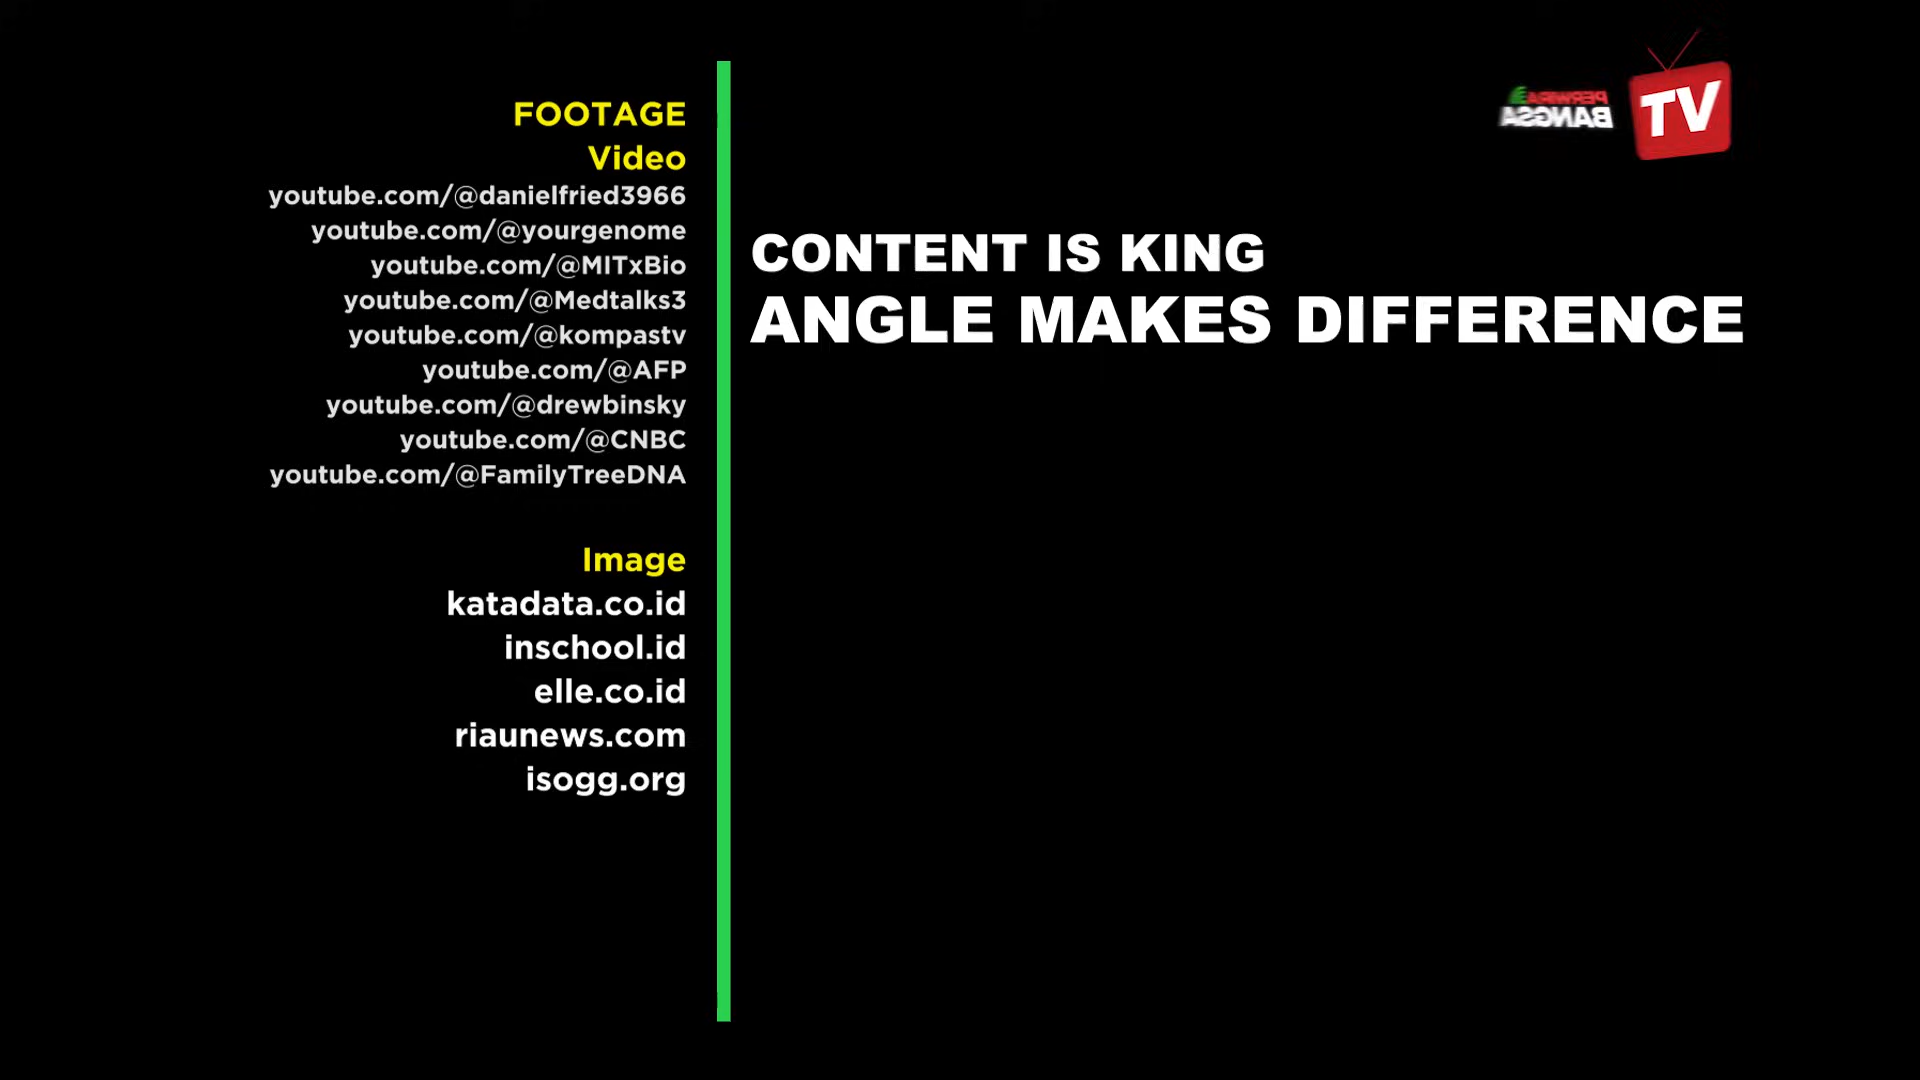 FOOTAGE
Video
youtube.com/@danielfried3966
youtube.com/@yourgenome
youtube.com/@MITxBio
youtube.com/@Medtalks3
youtube.com/@kompastv
youtube.com/@AFP
youtube.com/@drewbinsky
youtube.com/@CNBC
youtube.com/@FamilyTreeDNA
Image
katadata.co.id
inschool.id
elle.co.id
riaunews.com
isogg.org
PERWIRA
BANGSA
TV
CONTENT IS KING
ANGLE MAKES DIFFERENCE